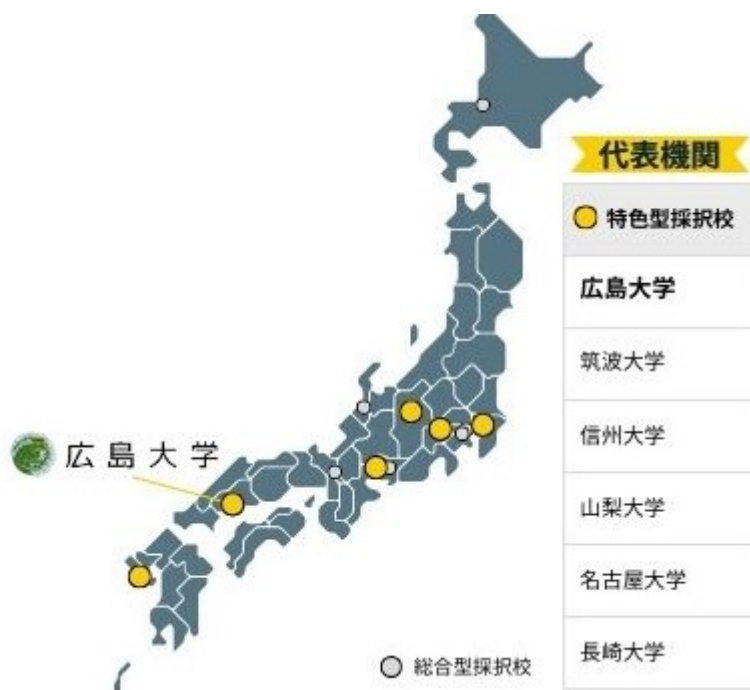 代表機関
特色型採択校
広島大学
筑波大学
信州大学
山梨大学
名古屋大学
長崎大学
広島大学
総合型採択校